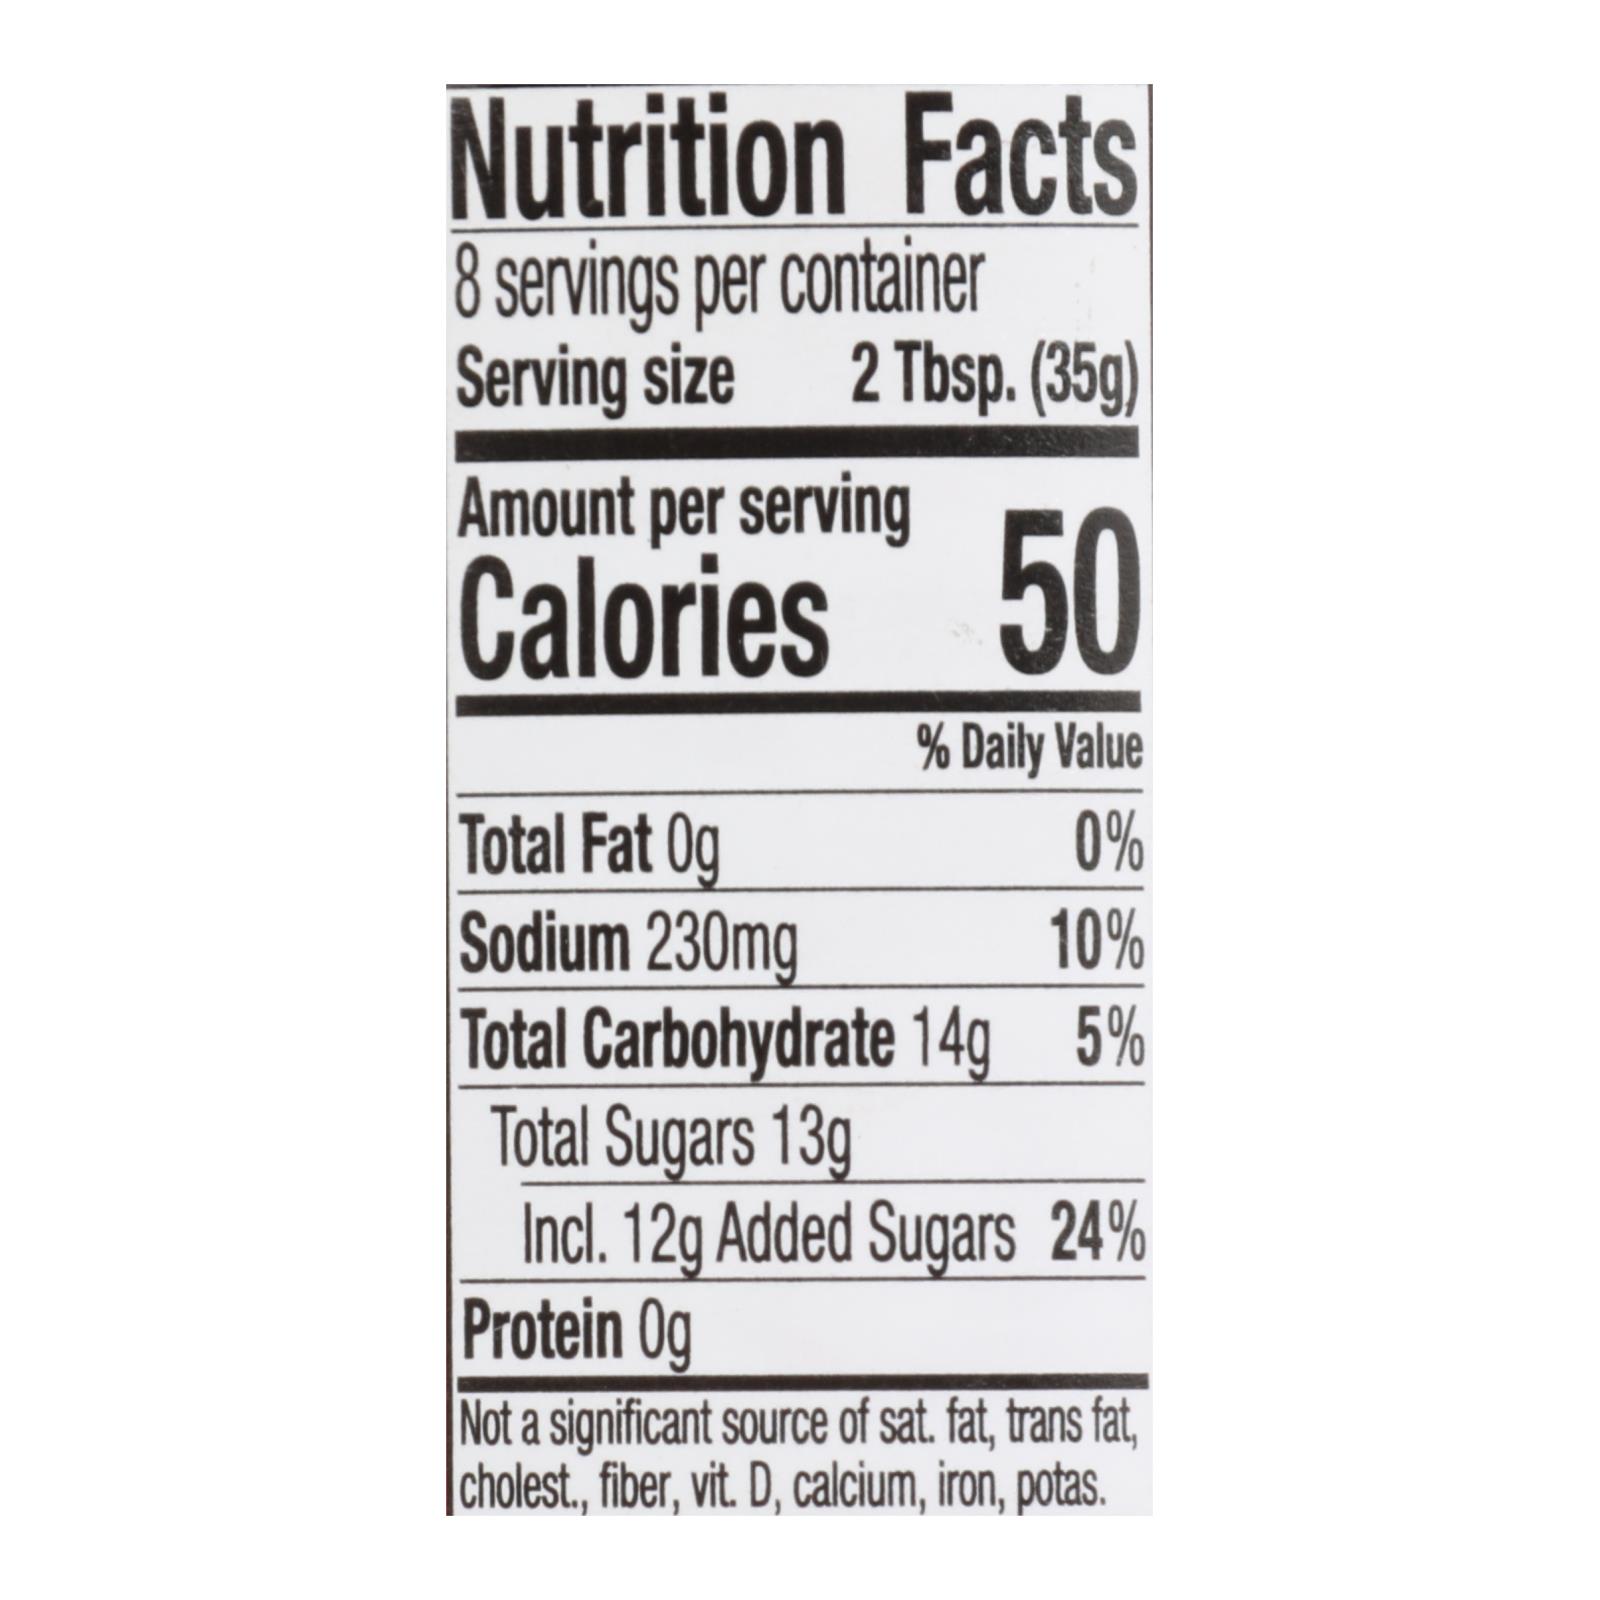 Nutrition Facts
8 servings per container
Serving size 2 Tbsp. (35g)
Amount per serving
Calories 50
% Daily Value
Total Fat 0g 0%
Sodium 230mg 10%
Total Carbohydrate 14g 5%
Total Sugars 13g
Incl. 12g Added Sugars 24%
Protein 0g
Not a significant source of sat. fat, trans fat,
cholest., fiber, vit. D, calcium, iron, potas.